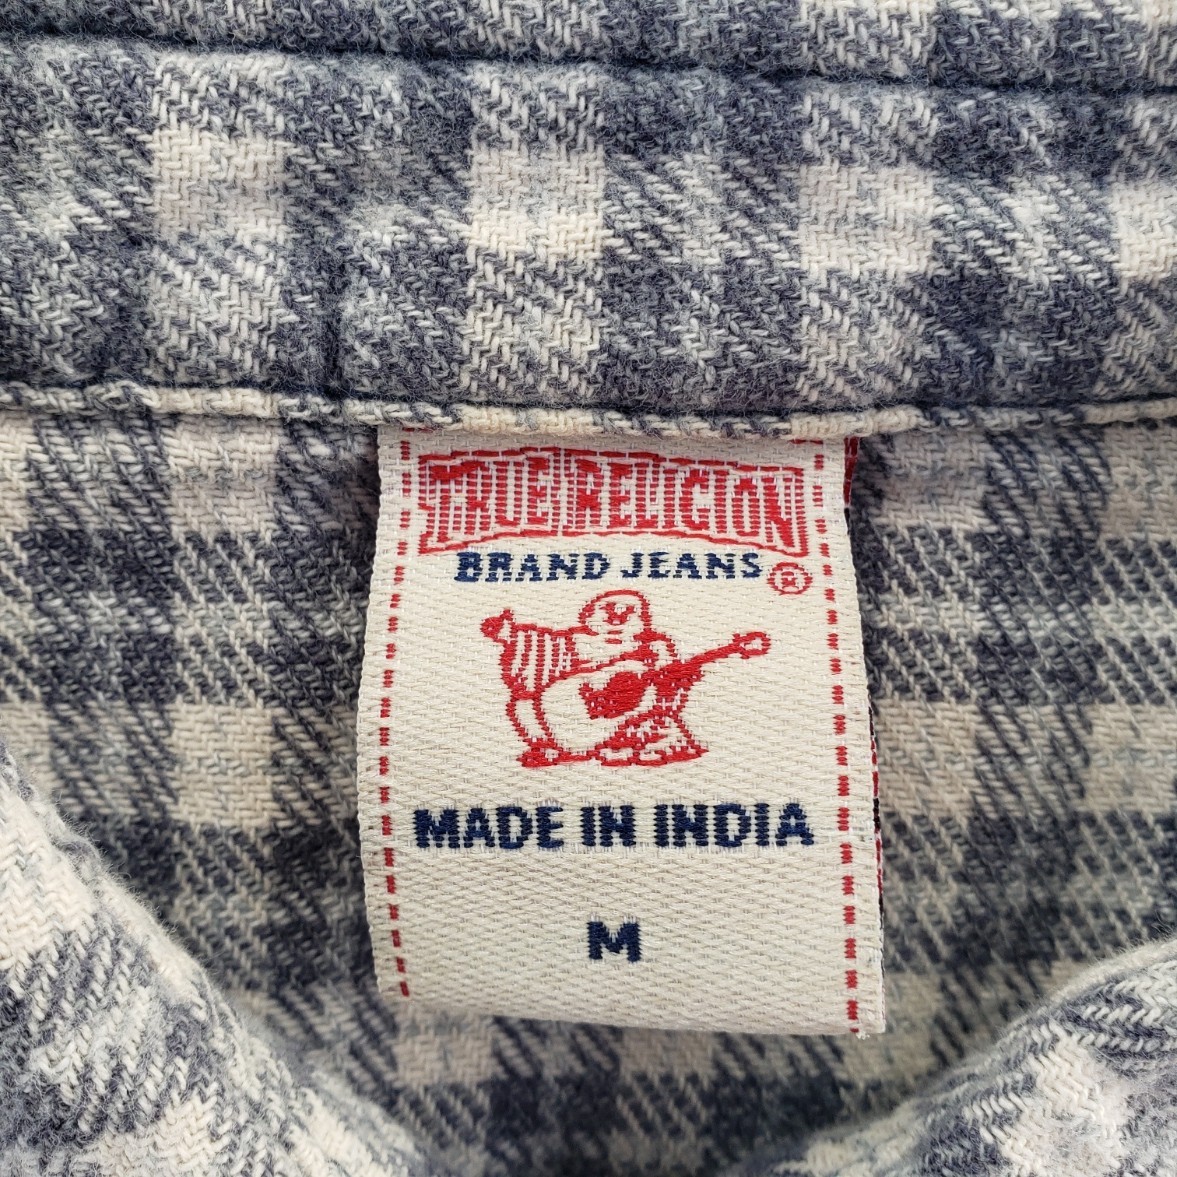 TRUE RELIGION
BRAND JEANS ®
MADE IN INDIA
M